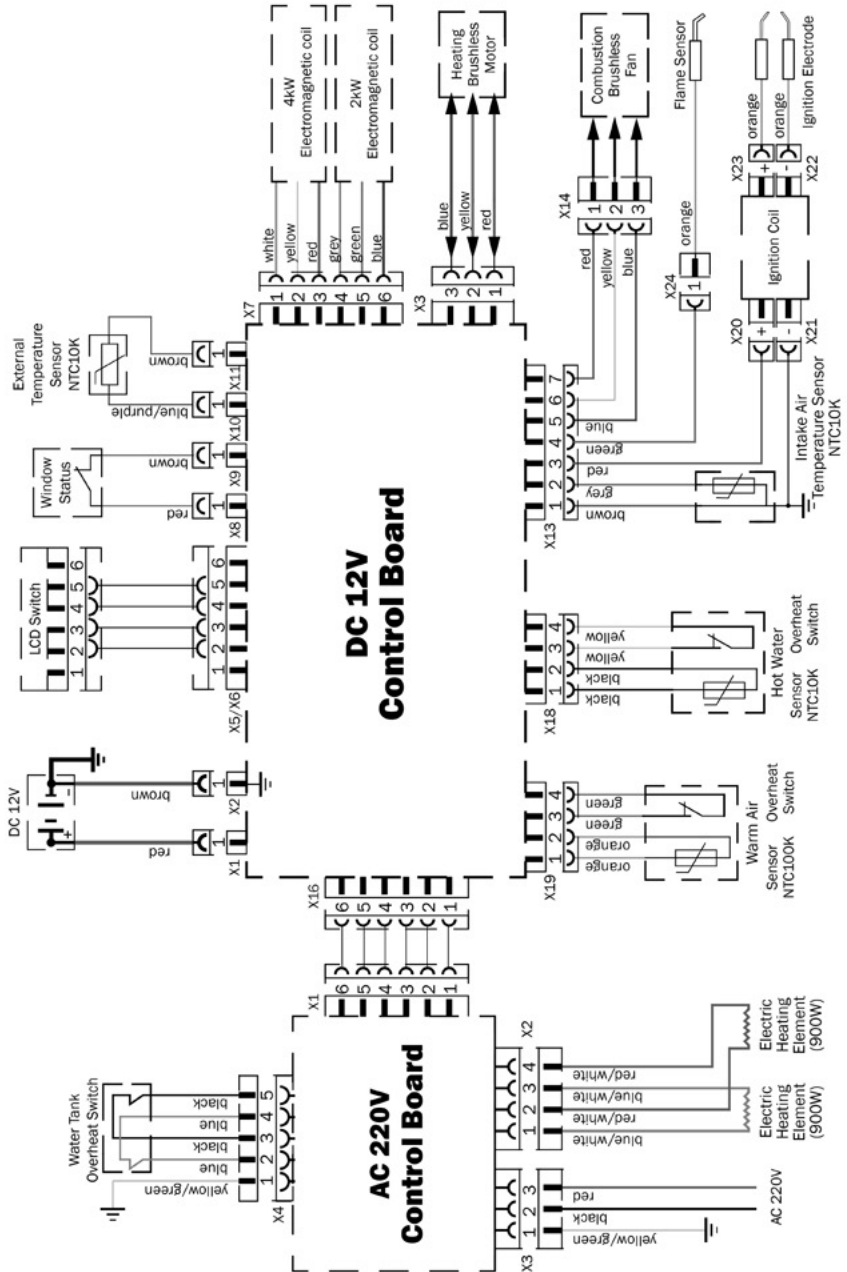 4kW
Electromagnetic coil
2kW
Electromagnetic coil
white
yellow
red
grey
green
blue
X7
1
2
3
4
5
6
Heating
Brushless
Motor
blue
yellow
red
X3
3
2
1
Combustion
Brushless
Fan
X14
1
2
3
red
yellow
blue
Flame Sensor
orange
X24
1
Ignition Electrode
orange
orange
X23
X22
+
-
Ignition Coil
X20
X21
+
-
External
Temperature
Sensor
NTC10K
brown
blue/purple
1
X11
1
X10
Window
Status
brown
red
1
X9
1
X8
LCD Switch
1 2 3 4 5 6
1 2 3 4 5 6
X5/X6
DC 12V
+
-
brown
red
1
X2
1
X1
DC 12V
Control Board
7
6
5
4
3
2
1
X13
blue
green
red
grey
brown
Intake Air
Temperature Sensor
NTC10K
X18
1 2 3 4
yellow
yellow
black
black
Hot Water
Sensor
NTC10K
Overheat
Switch
X19
1 2 3 4
green
green
orange
orange
Warm Air
Sensor
NTC100K
Overheat
Switch
X16
6
5
4
3
2
1
X1
6
5
4
3
2
1
AC 220V
Control Board
Water Tank
Overheat Switch
black
blue
black
blue
yellow/green
1 2 3 4 5
X4
X2
1 2 3 4
red/white
blue/white
red/white
blue/white
Electric
Heating
Element
(900W)
Electric
Heating
Element
(900W)
X3
1 2 3
red
black
yellow/green
AC 220V